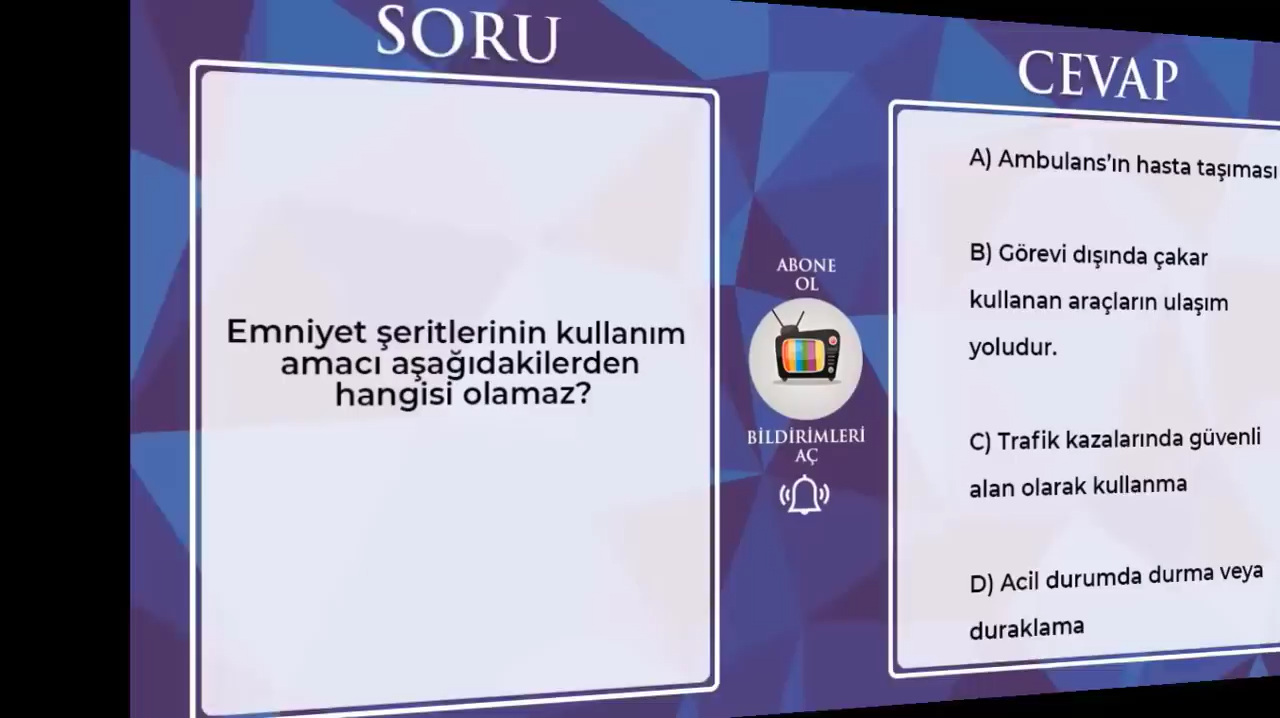 SORU
Emniyet şeritlerinin kullanım
amacı aşağıdakilerden
hangisi olamaz?
ABONE
OL
BİLDİRİMLERİ
AÇ
CEVAP
A) Ambulans'ın hasta taşıması
B) Görevi dışında çakar
kullanan araçların ulaşım
yoludur.
C) Trafik kazalarında güvenli
alan olarak kullanma
D) Acil durumda durma veya
duraklama